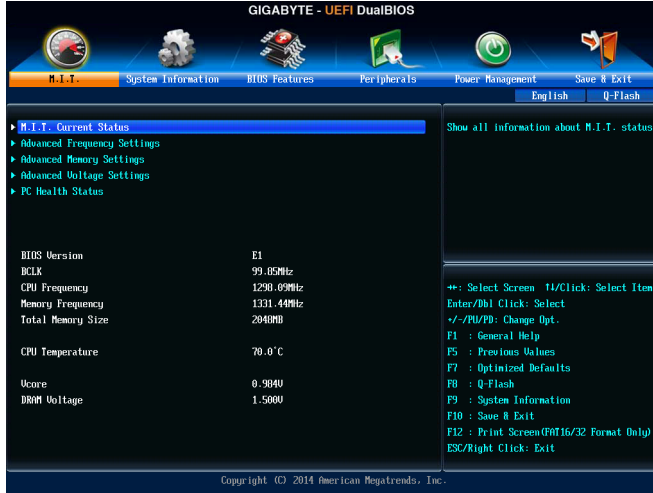 GIGABYTE - UEFI DualBIOS
M.I.T.
System Information
BIOS Features
Peripherals
Power Management
Save & Exit
English
Q-Flash
M.I.T. Current Status
Advanced Frequency Settings
Advanced Memory Settings
Advanced Voltage Settings
PC Health Status
Show all information about M.I.T. status
BIOS Version E1
BCLK 99.85MHz
CPU Frequency 1298.09MHz
Memory Frequency 1331.44MHz
Total Memory Size 2048MB
CPU Temperature 70.0°C
Vcore 0.984V
DRAM Voltage 1.500V
↔: Select Screen ↑↓/Click: Select Item
Enter/Dbl Click: Select
+/-/PU/PD: Change Opt.
F1 : General Help
F5 : Previous Values
F7 : Optimized Defaults
F8 : Q-Flash
F9 : System Information
F10 : Save & Exit
F12 : Print Screen(FAT16/32 Format Only)
ESC/Right Click: Exit
Copyright (C) 2014 American Megatrends, Inc.